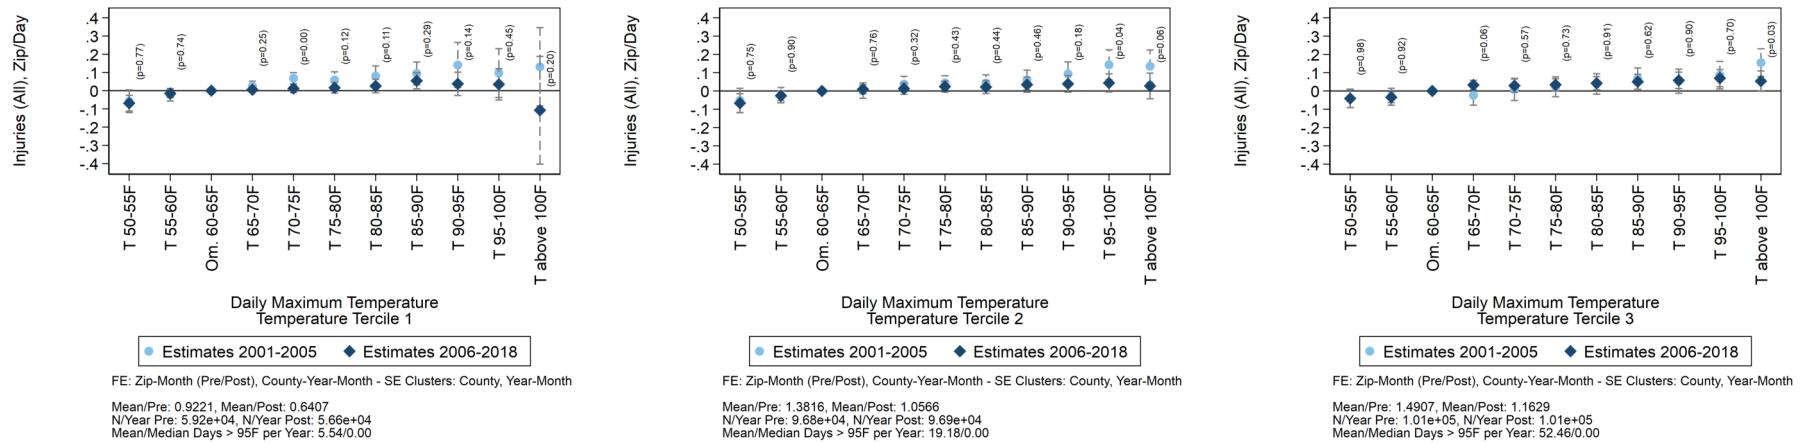 Injuries (All), Zip/Day
.4
.3
.2
.1
0
-.1
-.2
-.3
-.4
(p=0.77)
(p=0.74)
(p=0.25)
(p=0.00)
(p=0.12)
(p=0.11)
(p=0.29)
(p=0.14)
(p=0.45)
(p=0.20)
T 50-55F
T 55-60F
Om. 60-65F
T 65-70F
T 70-75F
T 75-80F
T 80-85F
T 85-90F
T 90-95F
T 95-100F
T above 100F
Daily Maximum Temperature
Temperature Tercile 1
Estimates 2001-2005
Estimates 2006-2018
FE: Zip-Month (Pre/Post), County-Year-Month - SE Clusters: County, Year-Month
Mean/Pre: 0.9221, Mean/Post: 0.6407
N/Year Pre: 5.92e+04, N/Year Post: 5.66e+04
Mean/Median Days > 95F per Year: 5.54/0.00
Injuries (All), Zip/Day
.4
.3
.2
.1
0
-.1
-.2
-.3
-.4
(p=0.75)
(p=0.90)
(p=0.76)
(p=0.32)
(p=0.43)
(p=0.44)
(p=0.46)
(p=0.18)
(p=0.04)
(p=0.06)
T 50-55F
T 55-60F
Om. 60-65F
T 65-70F
T 70-75F
T 75-80F
T 80-85F
T 85-90F
T 90-95F
T 95-100F
T above 100F
Daily Maximum Temperature
Temperature Tercile 2
Estimates 2001-2005
Estimates 2006-2018
FE: Zip-Month (Pre/Post), County-Year-Month - SE Clusters: County, Year-Month
Mean/Pre: 1.3816, Mean/Post: 1.0566
N/Year Pre: 9.68e+04, N/Year Post: 9.69e+04
Mean/Median Days > 95F per Year: 19.18/0.00
Injuries (All), Zip/Day
.4
.3
.2
.1
0
-.1
-.2
-.3
-.4
(p=0.98)
(p=0.92)
(p=0.06)
(p=0.57)
(p=0.73)
(p=0.91)
(p=0.62)
(p=0.90)
(p=0.70)
(p=0.03)
T 50-55F
T 55-60F
Om. 60-65F
T 65-70F
T 70-75F
T 75-80F
T 80-85F
T 85-90F
T 90-95F
T 95-100F
T above 100F
Daily Maximum Temperature
Temperature Tercile 3
Estimates 2001-2005
Estimates 2006-2018
FE: Zip-Month (Pre/Post), County-Year-Month - SE Clusters: County, Year-Month
Mean/Pre: 1.4907, Mean/Post: 1.1629
N/Year Pre: 1.01e+05, N/Year Post: 1.01e+05
Mean/Median Days > 95F per Year: 52.46/0.00